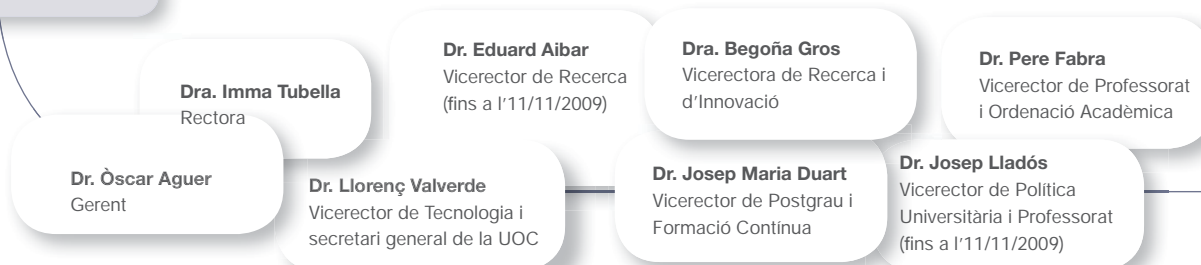 Dra. Imma Tubella
Rectora
Dr. Òscar Aguer
Gerent
Dr. Eduard Aibar
Vicerector de Recerca
(fins a l'11/11/2009)
Dr. Llorenç Valverde
Vicerector de Tecnologia i
secretari general de la UOC
Dra. Begoña Gros
Vicerectora de Recerca i
d'Innovació
Dr. Josep Maria Duart
Vicerector de Postgrau i
Formació Contínua
Dr. Pere Fabra
Vicerector de Professorat
i Ordenació Acadèmica
Dr. Josep Lladós
Vicerector de Política
Universitària i Professorat
(fins a l'11/11/2009)